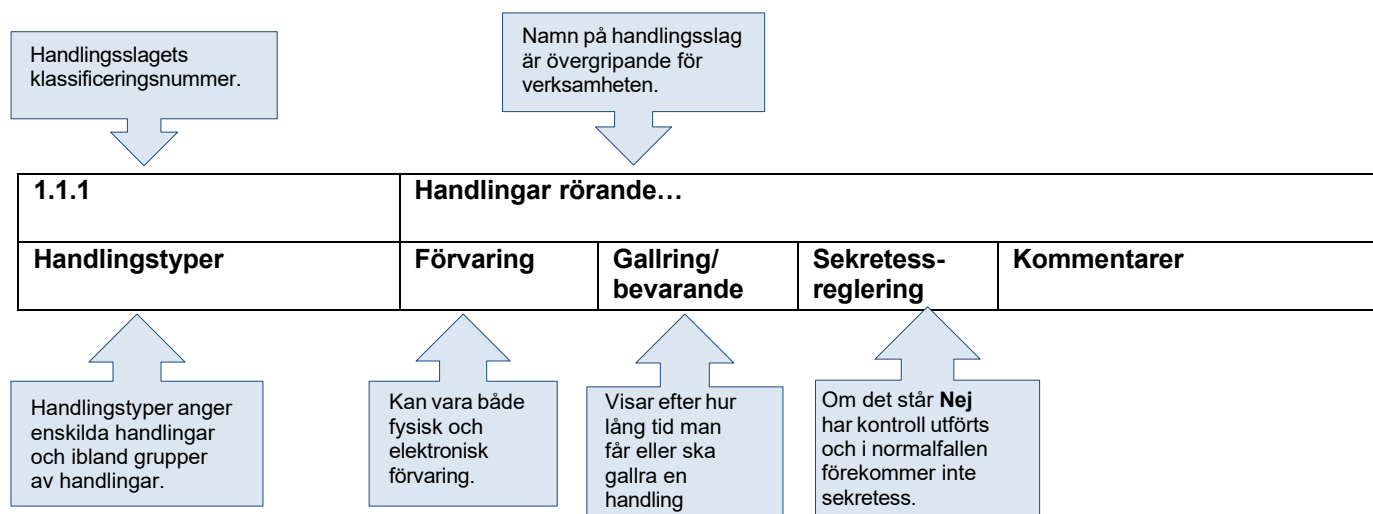 Handlingsslagets
klassificeringsnummer.
Namn på handlingsslag
är övergripande för
verksamheten.
1.1.1
Handlingar rörande…
Handlingstyper
Förvaring
Gallring/
bevarande
Sekretess-
reglering
Kommentarer
Handlingstyper anger
enskilda handlingar
och ibland grupper
av handlingar.
Kan vara både
fysisk och
elektronisk
förvaring.
Visar efter hur
lång tid man
får eller ska
gallra en
handling
Om det står Nej
har kontroll utförts
och i normalfallen
förekommer inte
sekretess.